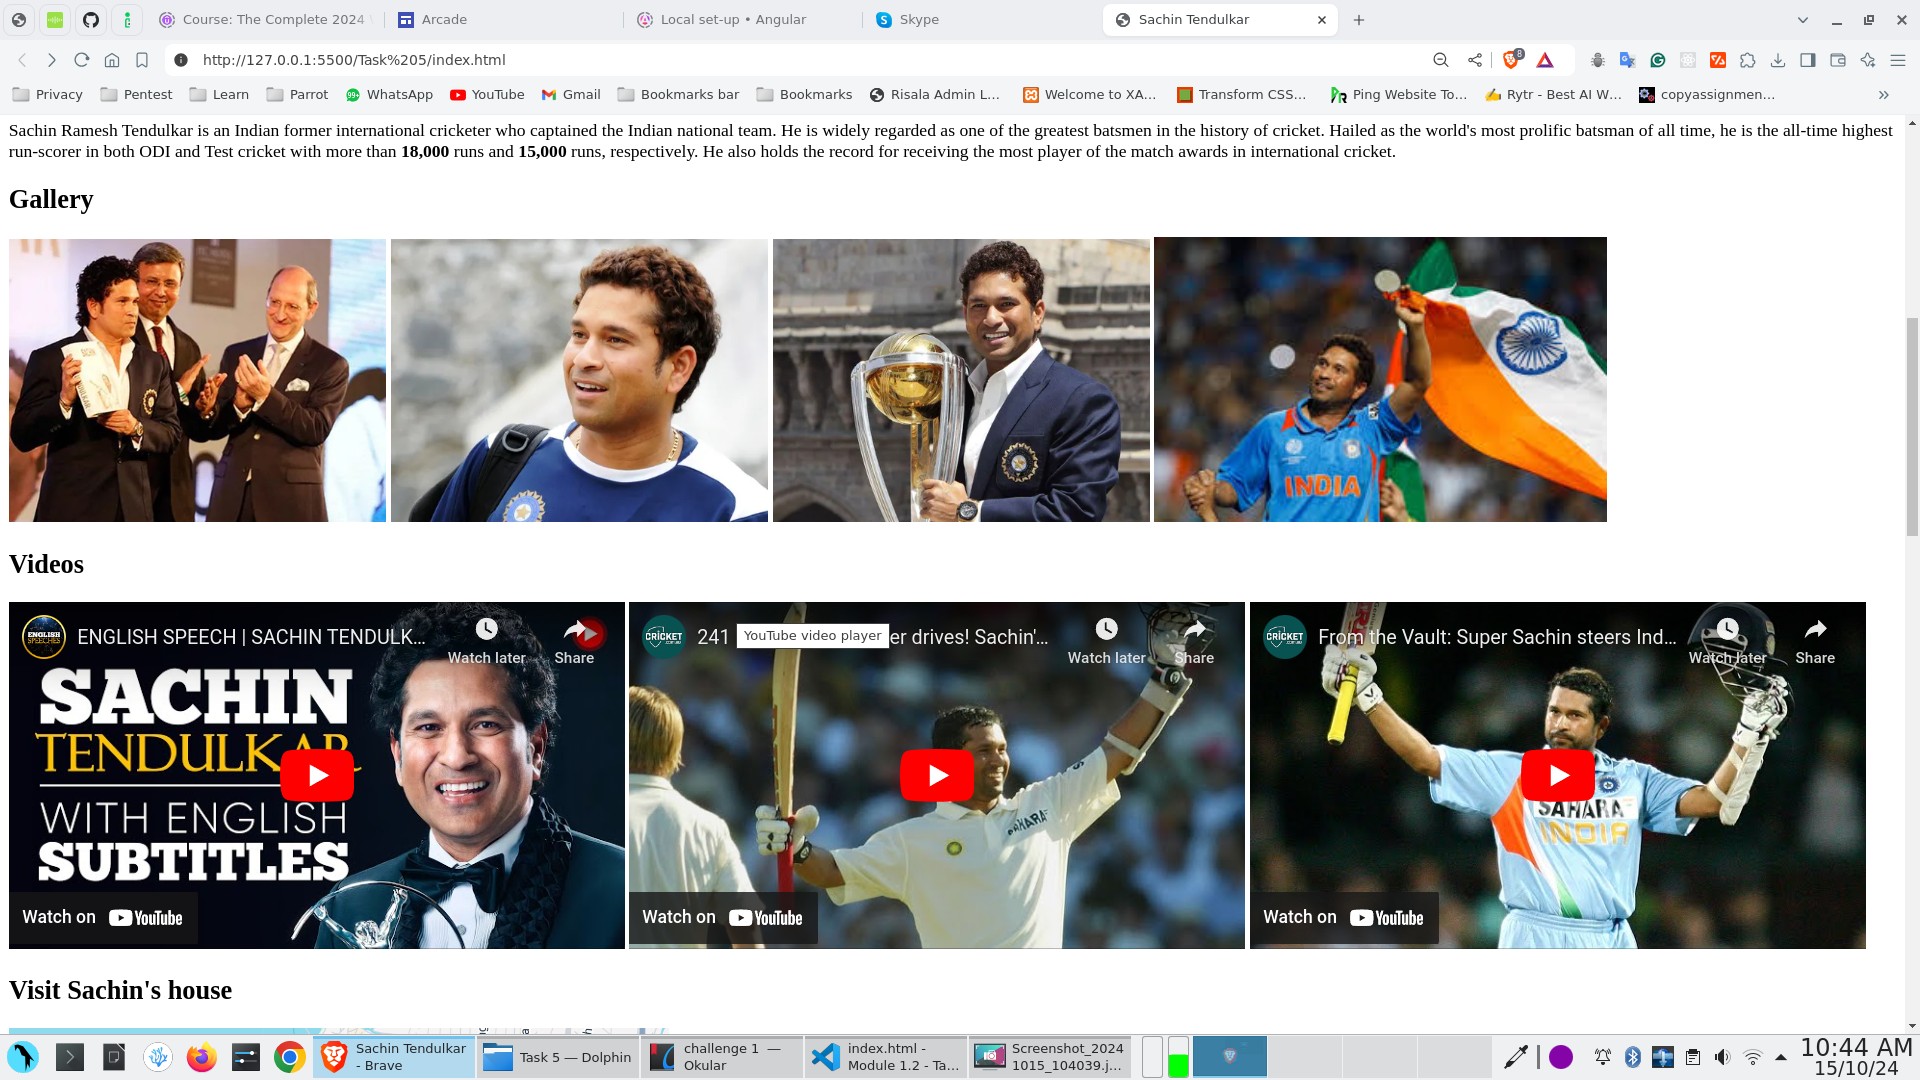 Course: The Complete 2024
Arcade
Local set-up • Angular
Skype
Sachin Tendulkar
http://127.0.0.1:5500/Task%205/index.html
8
Privacy
Pentest
Learn
Parrot
99+
WhatsApp
YouTube
Gmail
Bookmarks bar
Bookmarks
Risala Admin L...
Welcome to XA...
Transform CSS...
Ping Website To...
Rytr - Best AI W...
copyassignmen...
Sachin Ramesh Tendulkar is an Indian former international cricketer who captained the Indian national team. He is widely regarded as one of the greatest batsmen in the history of cricket. Hailed as the world's most prolific batsman of all time, he is the all-time highest
run-scorer in both ODI and Test cricket with more than 18,000 runs and 15,000 runs, respectively. He also holds the record for receiving the most player of the match awards in international cricket.
Gallery
INDIA
Videos
ENGLISH SPEECHES
ENGLISH SPEECH | SACHIN TENDULK...
Watch later
Share
SACHIN
TENDULKAR
WITH ENGLISH
SUBTITLES
Watch on YouTube
CRICKET
241
YouTube video player
er drives! Sachin'...
Watch later
Share
SAHARA
Watch on YouTube
CRICKET
From the Vault: Super Sachin steers Ind...
Watch later
Share
SAHARA
INDIA
Watch on YouTube
Visit Sachin's house
Sachin Tendulkar
- Brave
Task 5 — Dolphin
challenge 1 —
Okular
index.html -
Module 1.2 - Ta...
Screenshot_2024
1015_104039.j...
10:44 AM
15/10/24